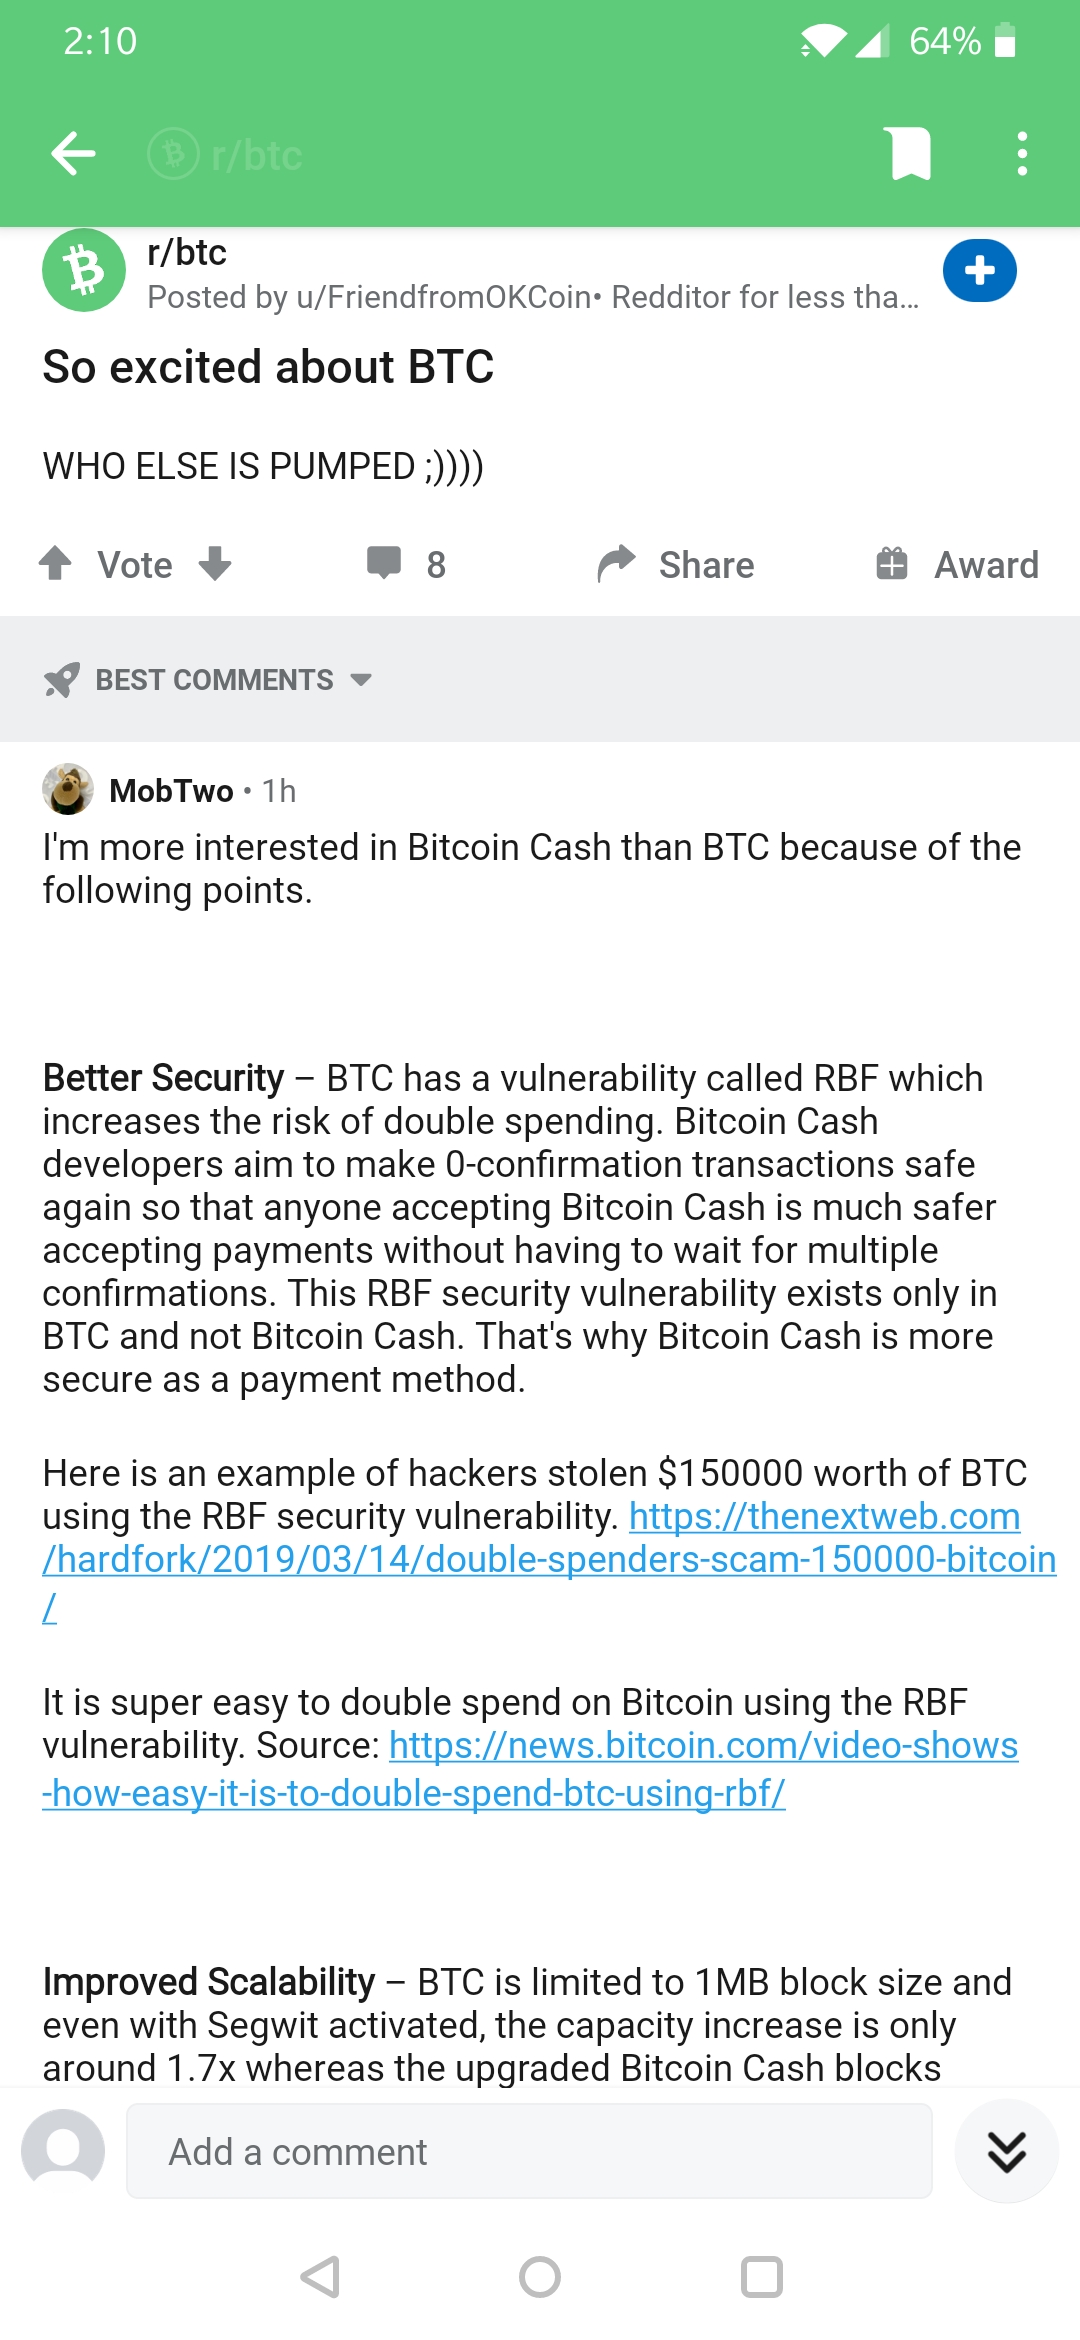 2:10
64%
r/btc
r/btc
Posted by u/FriendfromOKCoin• Redditor for less tha...
So excited about BTC
WHO ELSE IS PUMPED ;))))
Vote
8
Share
Award
BEST COMMENTS
MobTwo • 1h
I'm more interested in Bitcoin Cash than BTC because of the
following points.
Better Security – BTC has a vulnerability called RBF which
increases the risk of double spending. Bitcoin Cash
developers aim to make 0-confirmation transactions safe
again so that anyone accepting Bitcoin Cash is much safer
accepting payments without having to wait for multiple
confirmations. This RBF security vulnerability exists only in
BTC and not Bitcoin Cash. That's why Bitcoin Cash is more
secure as a payment method.
Here is an example of hackers stolen $150000 worth of BTC
using the RBF security vulnerability. https://thenextweb.com
/hardfork/2019/03/14/double-spenders-scam-150000-bitcoin
/
It is super easy to double spend on Bitcoin using the RBF
vulnerability. Source: https://news.bitcoin.com/video-shows
-how-easy-it-is-to-double-spend-btc-using-rbf/
Improved Scalability – BTC is limited to 1MB block size and
even with Segwit activated, the capacity increase is only
around 1.7x whereas the upgraded Bitcoin Cash blocks
Add a comment